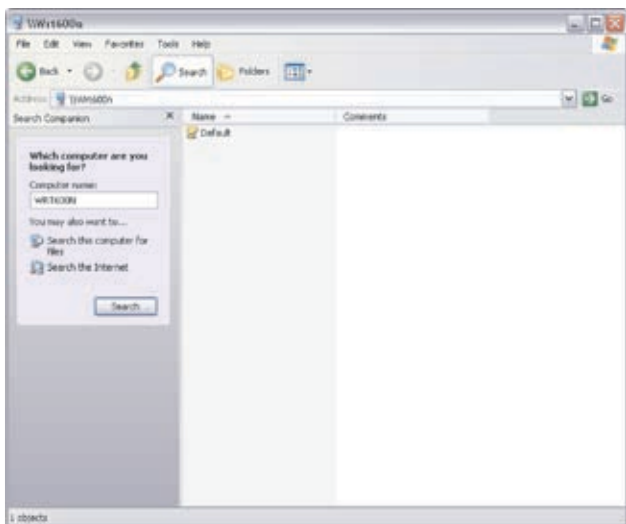 \\Wrt600n
File Edit View Favorites Tools Help
Back Search Folders
Address \\Wrt600n Go
Search Companion Name Comments
Default
Which computer are you
looking for?
Computer name:
WRT600N
You may also want to...
Search this computer for
files
Search the Internet
Search
1 objects